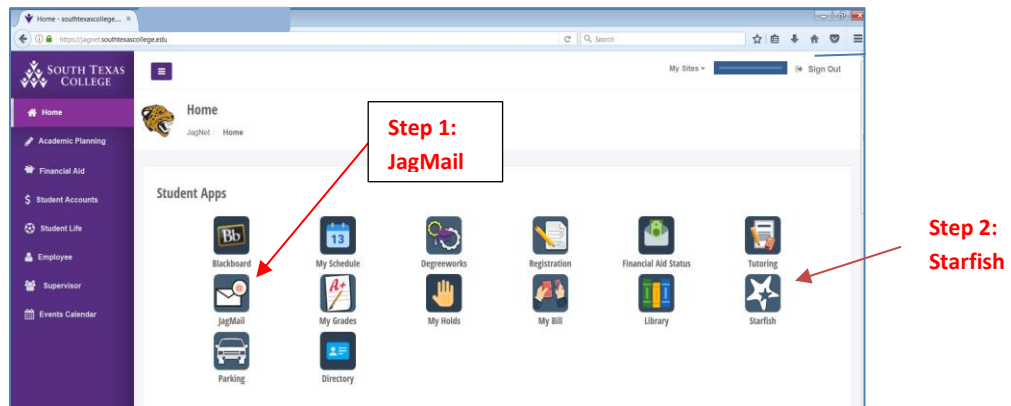 Home - southtexascollege... ×
https://jagnet.southtexascollege.edu
Search
SOUTH TEXAS
COLLEGE
My Sites
Sign Out
Home
Home
JagNet / Home
Step 1:
JagMail
Academic Planning
Financial Aid
$ Student Accounts
Student Life
Employee
Supervisor
Events Calendar
Student Apps
Bb
13
A+
Blackboard
My Schedule
Degreeworks
Registration
Financial Aid Status
Tutoring
JagMail
My Grades
My Holds
My Bill
Library
Starfish
Parking
Directory
Step 2:
Starfish